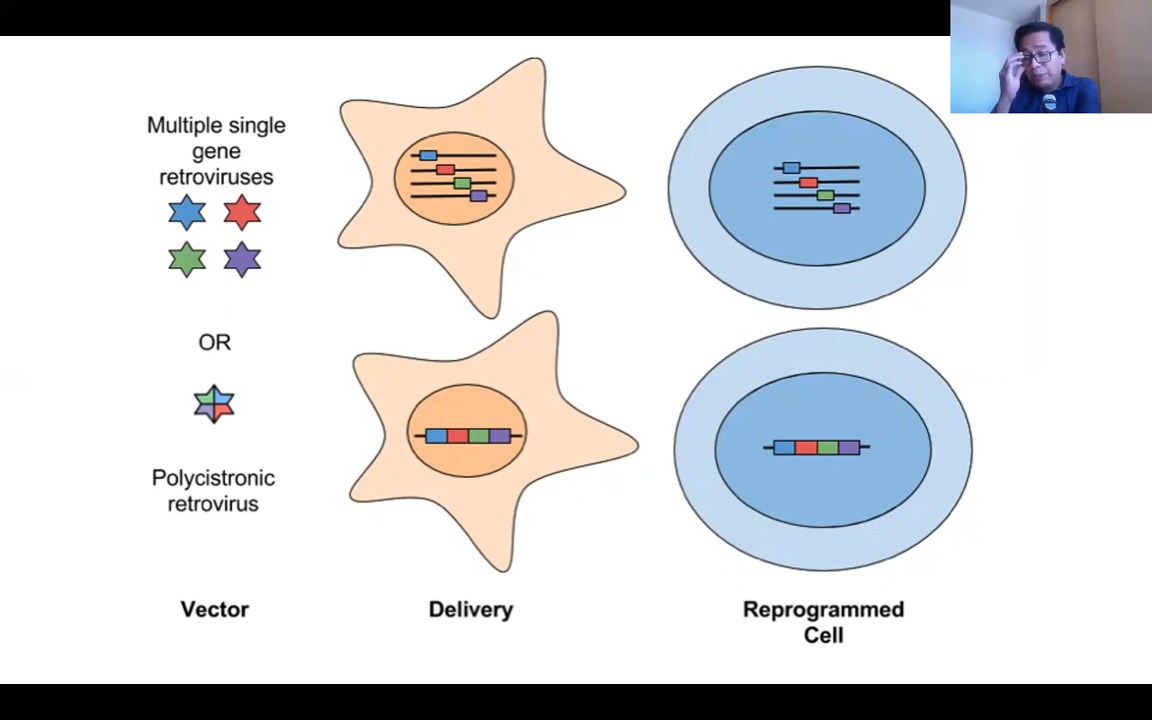 Multiple single
gene
retroviruses
OR
Polycistronic
retrovirus
Vector
Delivery
Reprogrammed
Cell